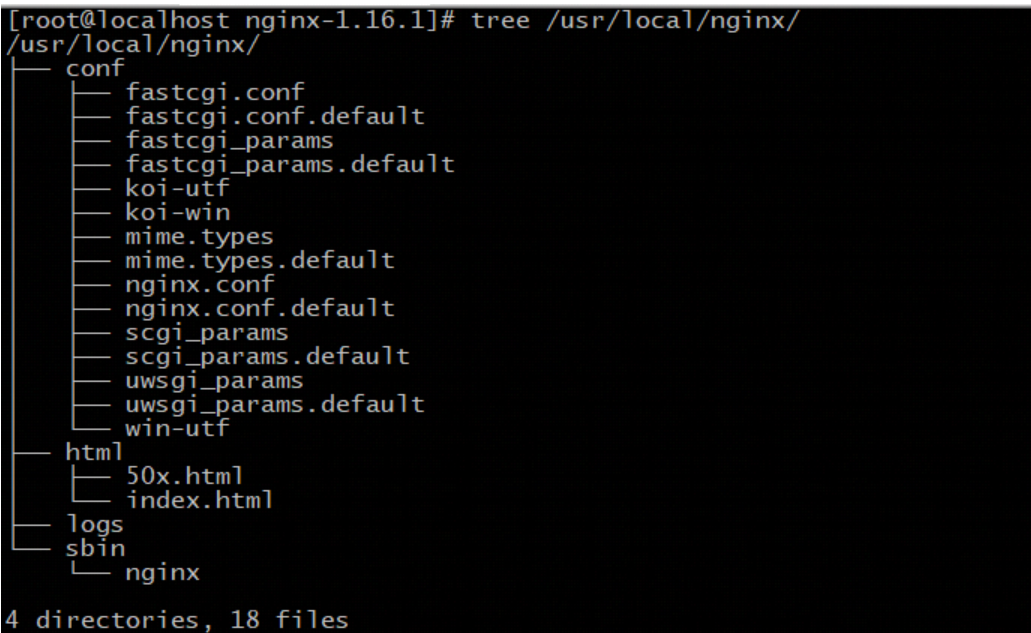 [root@localhost nginx-1.16.1]# tree /usr/local/nginx/
/usr/local/nginx/
├── conf
│   ├── fastcgi.conf
│   ├── fastcgi.conf.default
│   ├── fastcgi_params
│   ├── fastcgi_params.default
│   ├── koi-utf
│   ├── koi-win
│   ├── mime.types
│   ├── mime.types.default
│   ├── nginx.conf
│   ├── nginx.conf.default
│   ├── scgi_params
│   ├── scgi_params.default
│   ├── uwsgi_params
│   ├── uwsgi_params.default
│   └── win-utf
├── html
│   ├── 50x.html
│   └── index.html
├── logs
└── sbin
    └── nginx

4 directories, 18 files